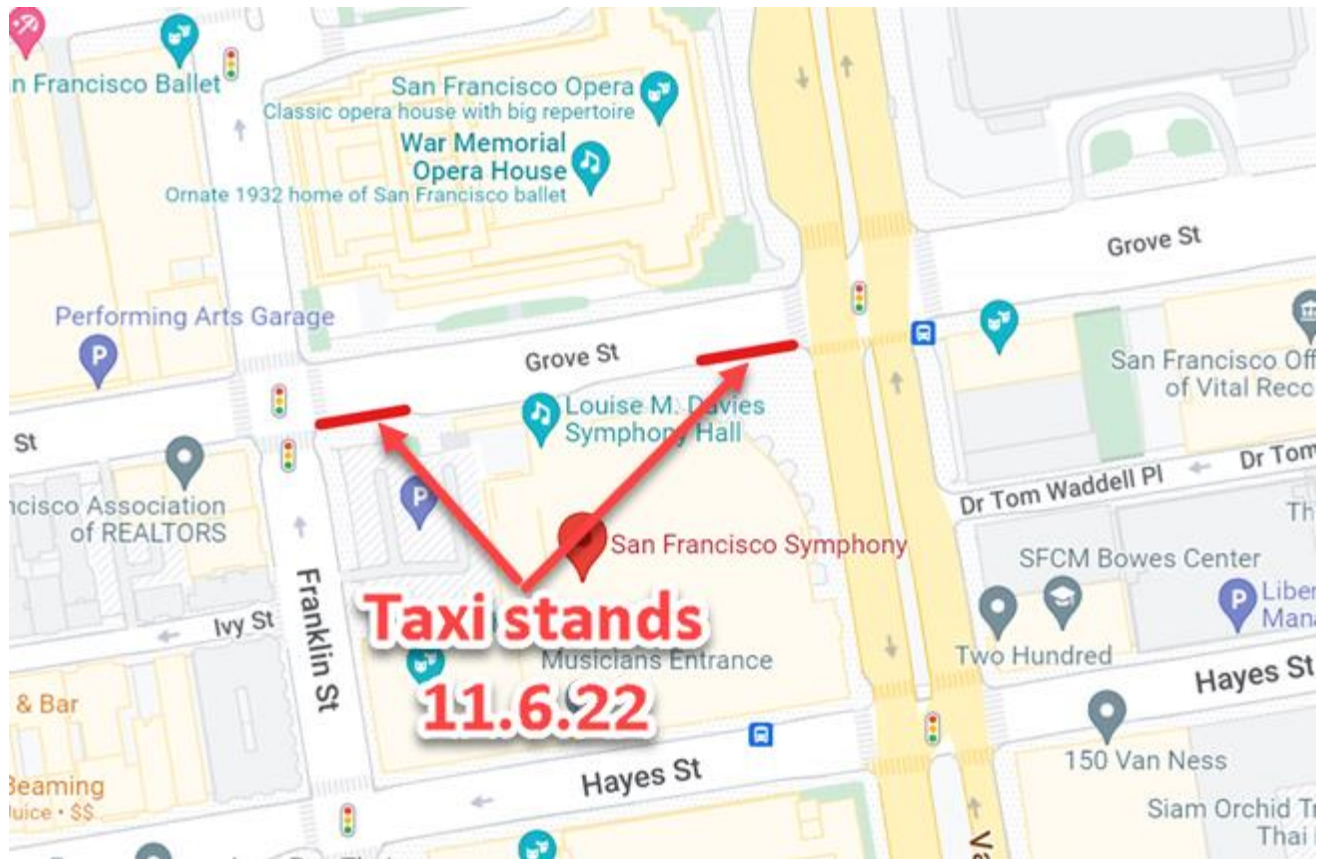 n Francisco Ballet
San Francisco Opera
Classic opera house with big repertoire
War Memorial
Opera House
Ornate 1932 home of San Francisco ballet
Grove St
Performing Arts Garage
P
Grove St
San Francisco Off
of Vital Reco
Louise M. Davies
Symphony Hall
St
ncisco Association
of REALTORS
P
Dr Tom
Dr Tom Waddell Pl
Th
San Francisco Symphony
SFCM Bowes Center
Franklin St
P
Liber
Mana
Ivy St
Taxi stands
11.6.22
Musicians Entrance
Two Hundred
Hayes St
& Bar
Hayes St
150 Van Ness
Beaming
Juice • $$
Siam Orchid T
Thai
Va